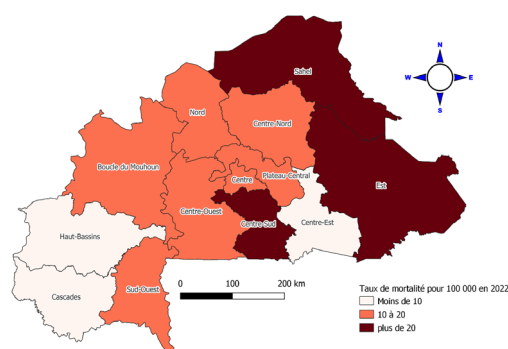 N
W E
S
Sahel
Nord
Centre-Nord
Boucle du Mouhoun
Centre
Plateau Central
Est
Centre-Ouest
Centre-Sud
Centre-Est
Haut-Bassins
Sud-Ouest
Cascades
0 100 200 km
Taux de mortalité pour 100 000 en 2022
Moins de 10
10 à 20
plus de 20